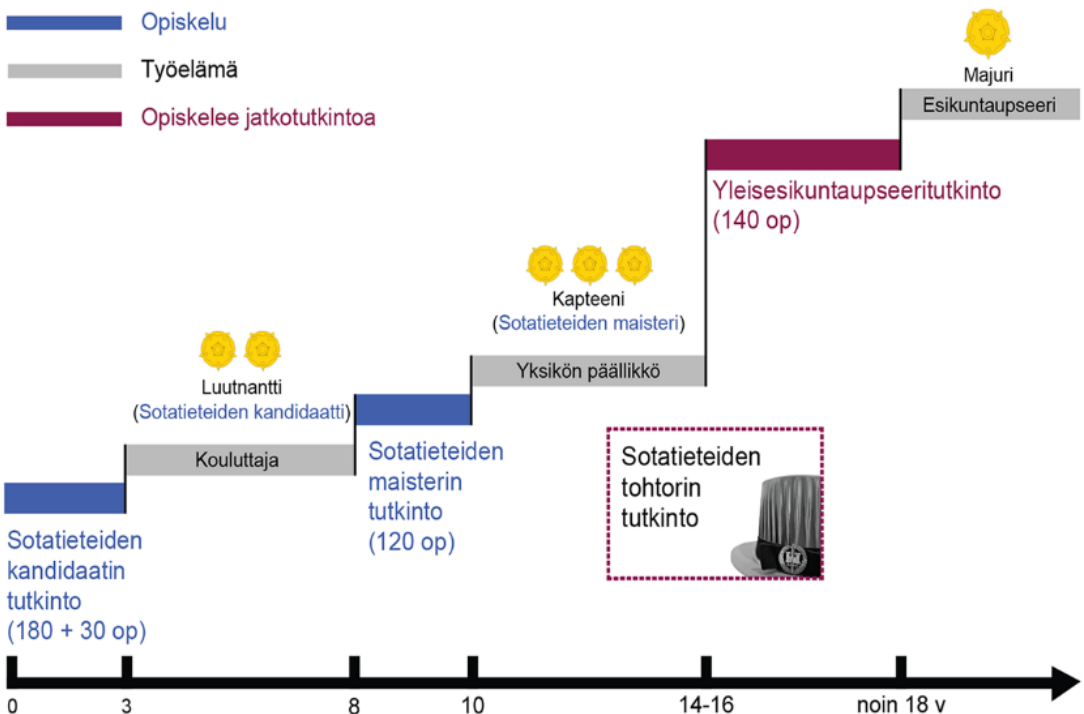 Opiskelu
Työelämä
Opiskelee jatkotutkintoa
Majuri
Esikuntaupseeri
Yleisesikuntaupseeritutkinto
(140 op)
Kapteeni
(Sotatieteiden maisteri)
Yksikön päällikkö
Luutnantti
(Sotatieteiden kandidaatti)
Kouluttaja
Sotatieteiden
maisterin
tutkinto
(120 op)
Sotatieteiden
tohtorin
tutkinto
Sotatieteiden
kandidaatin
tutkinto
(180 + 30 op)
0
3
8
10
14-16
noin 18 v